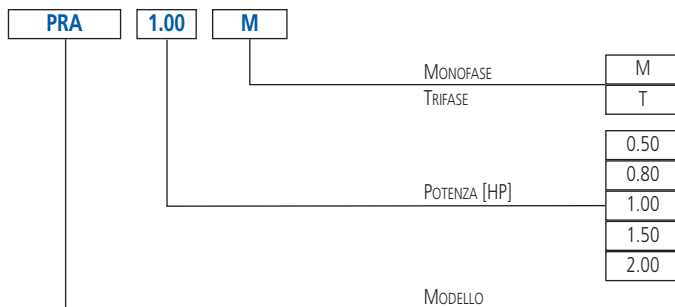 PRA 1.00 M
MONOFASE M
TRIFASE T
0.50
0.80
POTENZA [HP] 1.00
1.50
2.00
MODELLO